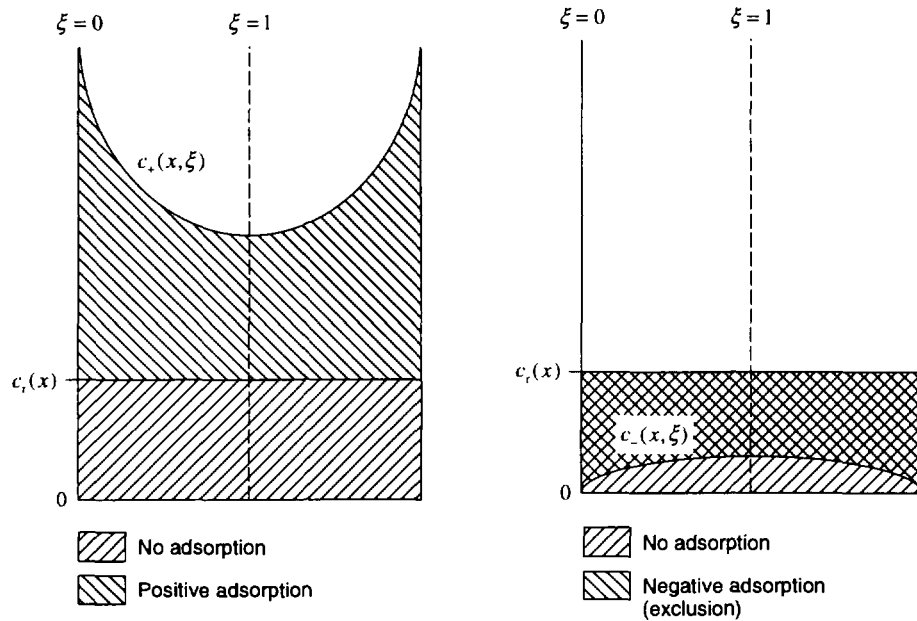 ξ = 0
ξ = 1
c₊(x,ξ)
cᵣ(x)
0
No adsorption
Positive adsorption
ξ = 0
ξ = 1
cᵣ(x)
c₋(x,ξ)
0
No adsorption
Negative adsorption
(exclusion)